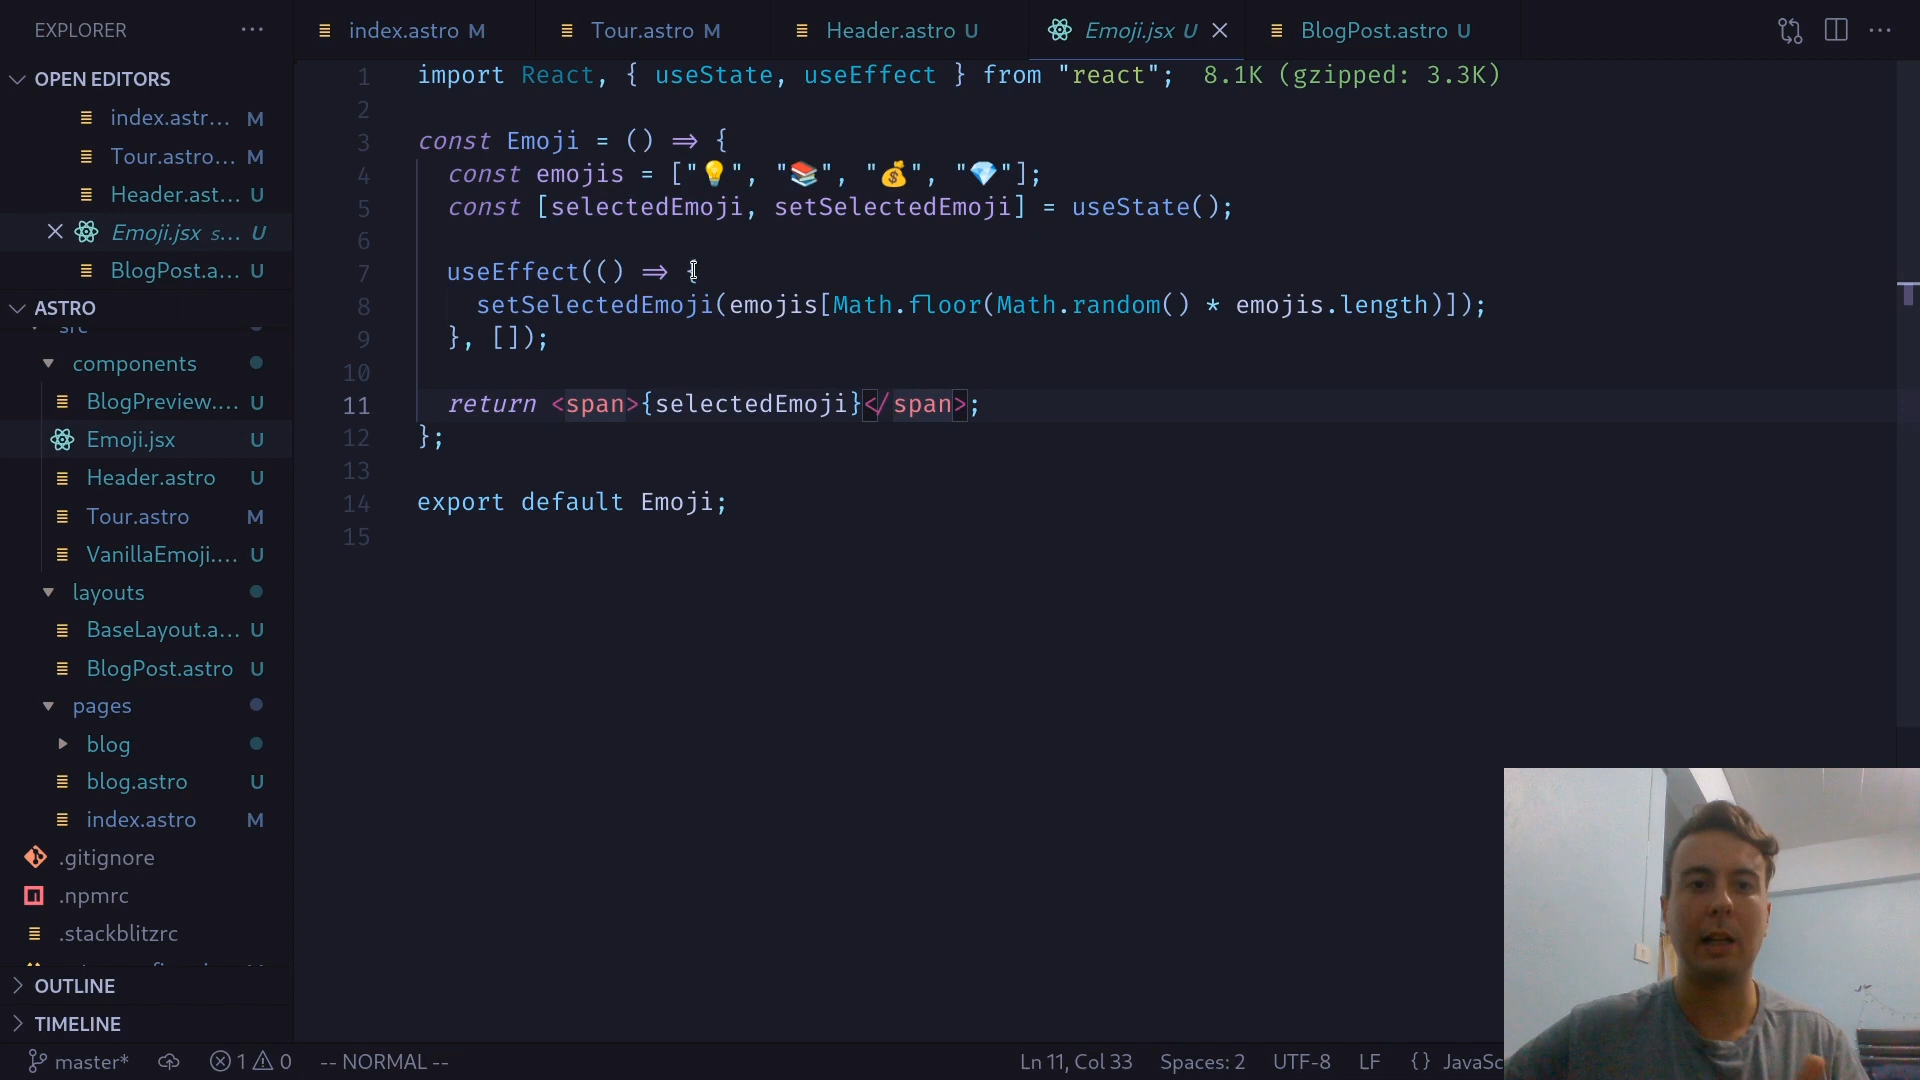 EXPLORER
index.astro M
Tour.astro M
Header.astro U
Emoji.jsx U
BlogPost.astro U
OPEN EDITORS
index.astr... M
Tour.astro... M
Header.ast... U
Emoji.jsx s... U
BlogPost.a... U
ASTRO
src
components
BlogPreview.... U
Emoji.jsx U
Header.astro U
Tour.astro M
VanillaEmoji.... U
layouts
BaseLayout.a... U
BlogPost.astro U
pages
blog
blog.astro U
index.astro M
.gitignore
.npmrc
.stackblitzrc
OUTLINE
TIMELINE
1 import React, { useState, useEffect } from "react"; 8.1K (gzipped: 3.3K)
2
3 const Emoji = () => {
4 const emojis = ["💡", "📚", "💰", "💎"];
5 const [selectedEmoji, setSelectedEmoji] = useState();
6
7 useEffect(() => {
8 setSelectedEmoji(emojis[Math.floor(Math.random() * emojis.length)]);
9 }, []);
10
11 return <span>{selectedEmoji}</span>;
12 };
13
14 export default Emoji;
15
master* 1 0 -- NORMAL -- Ln 11, Col 33 Spaces: 2 UTF-8 LF {} JavaSc